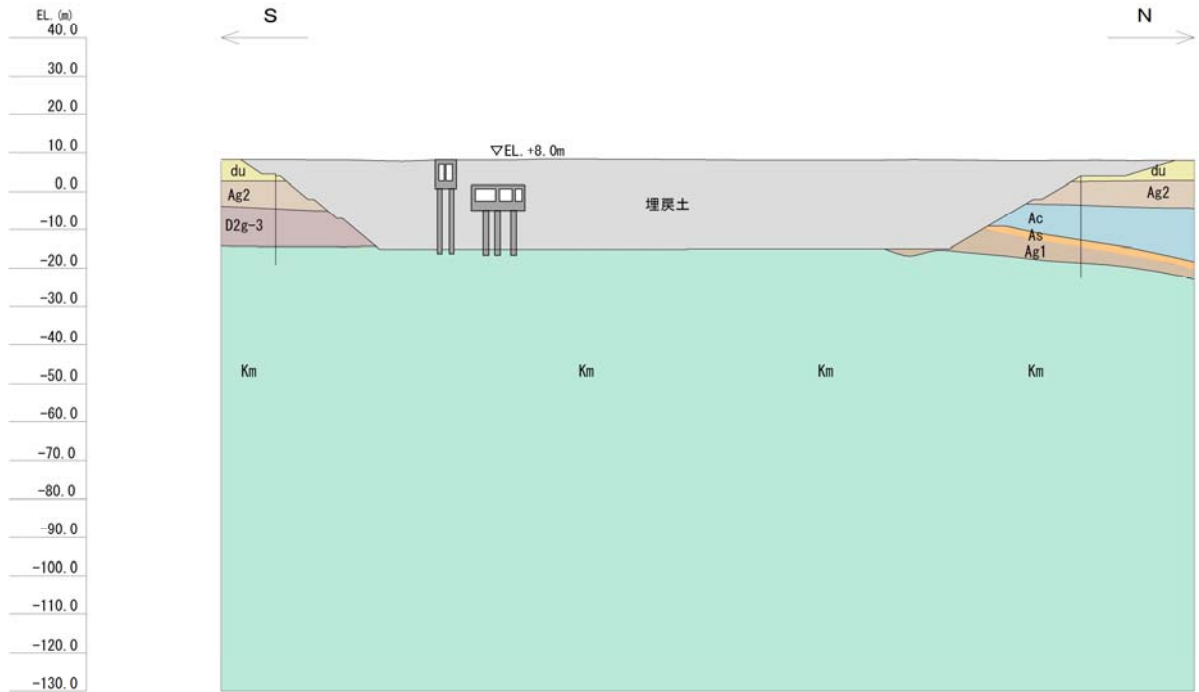 EL.(m)
S
N
40.0
30.0
20.0
10.0
0.0
-10.0
-20.0
-30.0
-40.0
-50.0
-60.0
-70.0
-80.0
-90.0
-100.0
-110.0
-120.0
-130.0
▽EL.+8.0m
du
du
Ag2
Ag2
埋戻土
D2g-3
Ac
As
Ag1
Km
Km
Km
Km